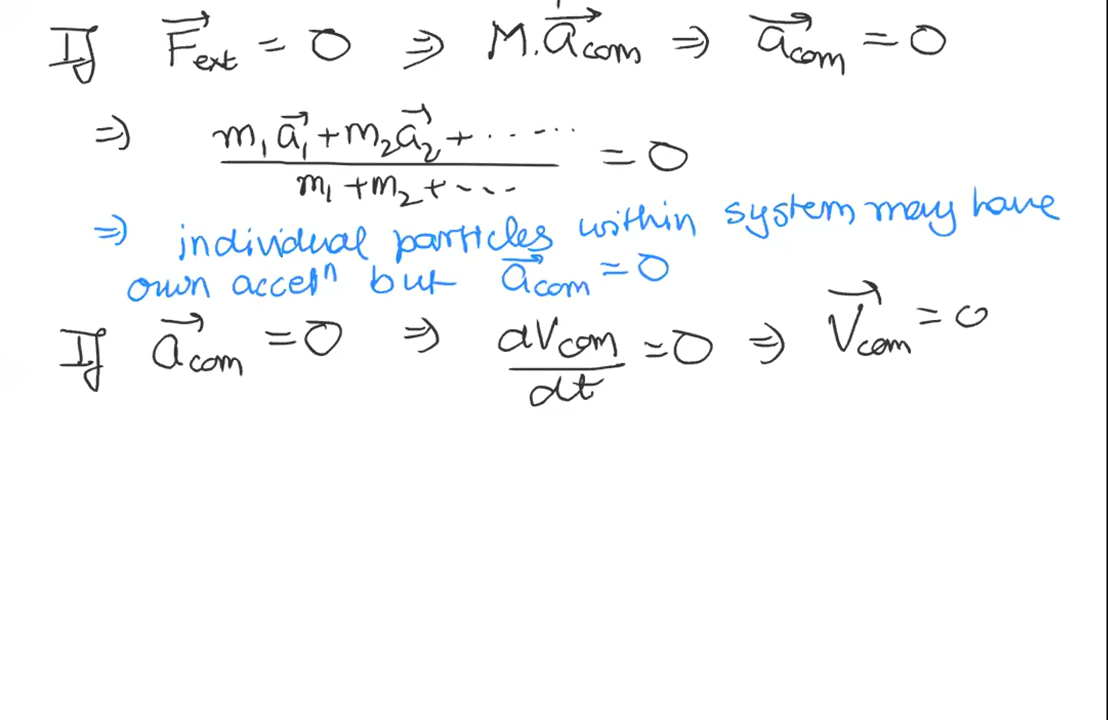 If F⃗ext = 0 ⇒ M.a⃗com ⇒ a⃗com = 0
⇒ m₁a⃗₁+m₂a⃗₂+...... / m₁+m₂+--- = 0
⇒ individual particles within system may have
own accelⁿ but a⃗com = 0
If a⃗com = 0 ⇒ dVcom/dt = 0 ⇒ V⃗com = 0